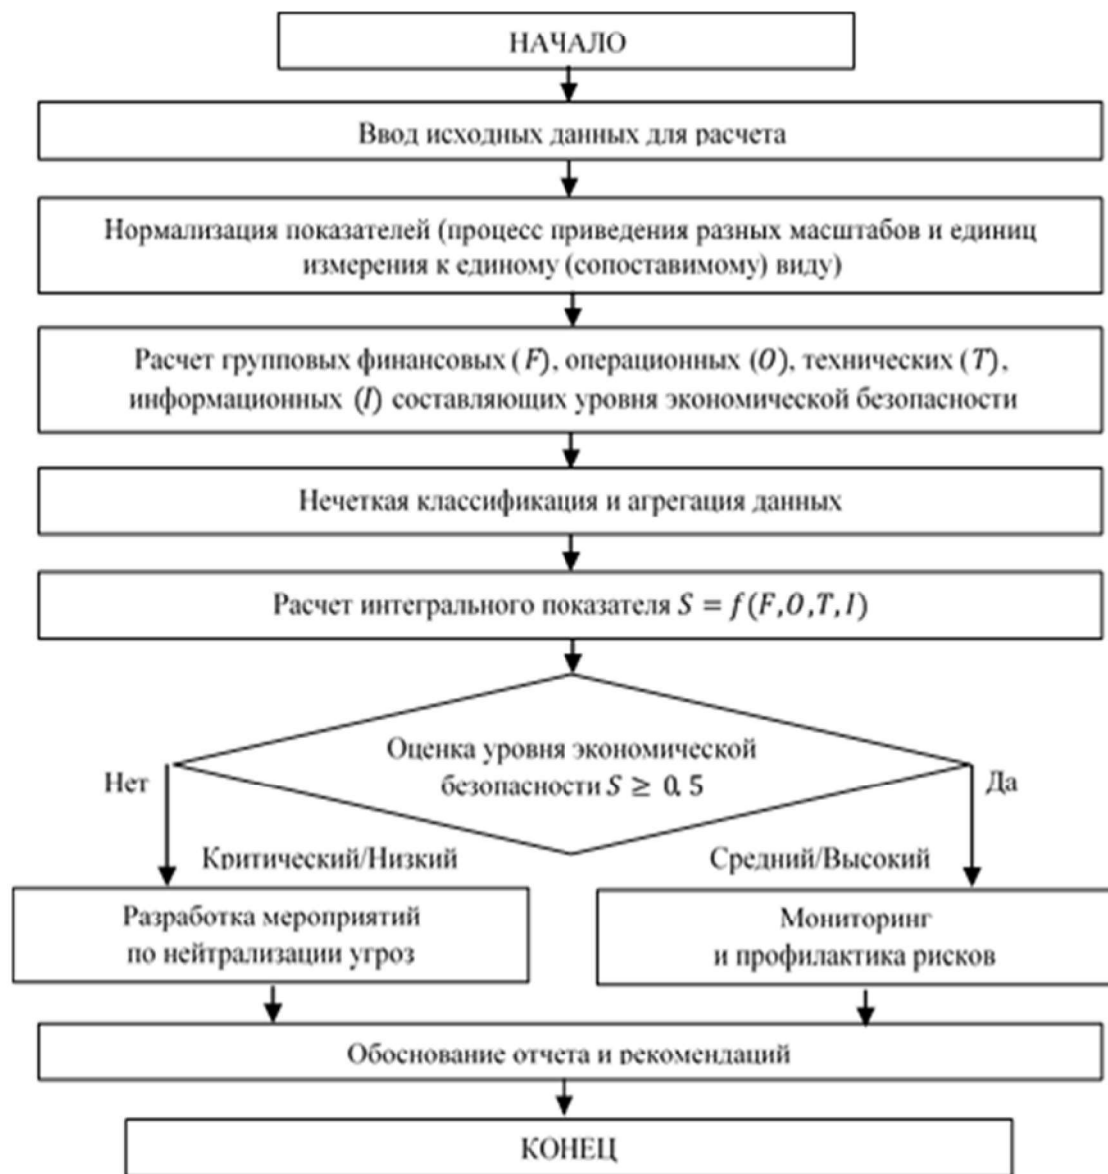 НАЧАЛО
Ввод исходных данных для расчета
Нормализация показателей (процесс приведения разных масштабов и единиц
измерения к единому (сопоставимому) виду)
Расчет групповых финансовых (F), операционных (O), технических (T),
информационных (I) составляющих уровня экономической безопасности
Нечеткая классификация и агрегация данных
Расчет интегрального показателя S = f(F,O,T,I)
Оценка уровня экономической
безопасности S ≥ 0,5
Нет
Да
Критический/Низкий
Средний/Высокий
Разработка мероприятий
по нейтрализации угроз
Мониторинг
и профилактика рисков
Обоснование отчета и рекомендаций
КОНЕЦ